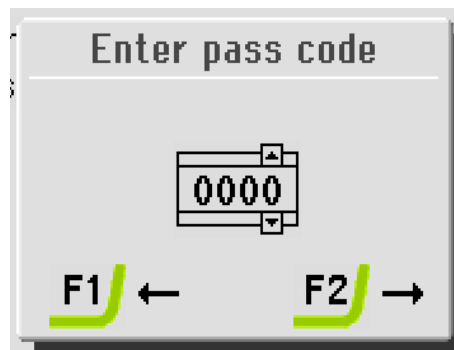 Enter pass code
0000
F1 ← F2 →